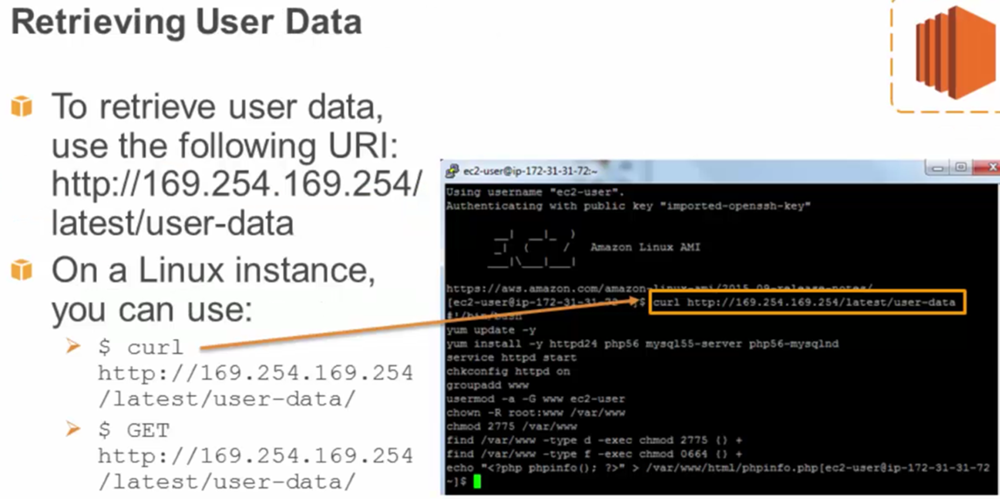 Retrieving User Data
To retrieve user data,
use the following URI:
http://169.254.169.254/
latest/user-data
On a Linux instance,
you can use:
$ curl
http://169.254.169.254
/latest/user-data/
$ GET
http://169.254.169.254
/latest/user-data/
ec2-user@ip-172-31-31-72:~
Using username "ec2-user".
Authenticating with public key "imported-openssh-key"
Amazon Linux AMI
https://aws.amazon.com/amazon-linux-ami/2015.09-release-notes/
[ec2-user@ip-172-31-31-72 ~]$ curl http://169.254.169.254/latest/user-data
#!/bin/bash
yum update -y
yum install -y httpd24 php56 mysql55-server php56-mysqlnd
service httpd start
chkconfig httpd on
groupadd www
usermod -a -G www ec2-user
chown -R root:www /var/www
chmod 2775 /var/www
find /var/www -type d -exec chmod 2775 {} +
find /var/www -type f -exec chmod 0664 {} +
echo "<?php phpinfo(); ?>" > /var/www/html/phpinfo.php[ec2-user@ip-172-31-31-72
~]$